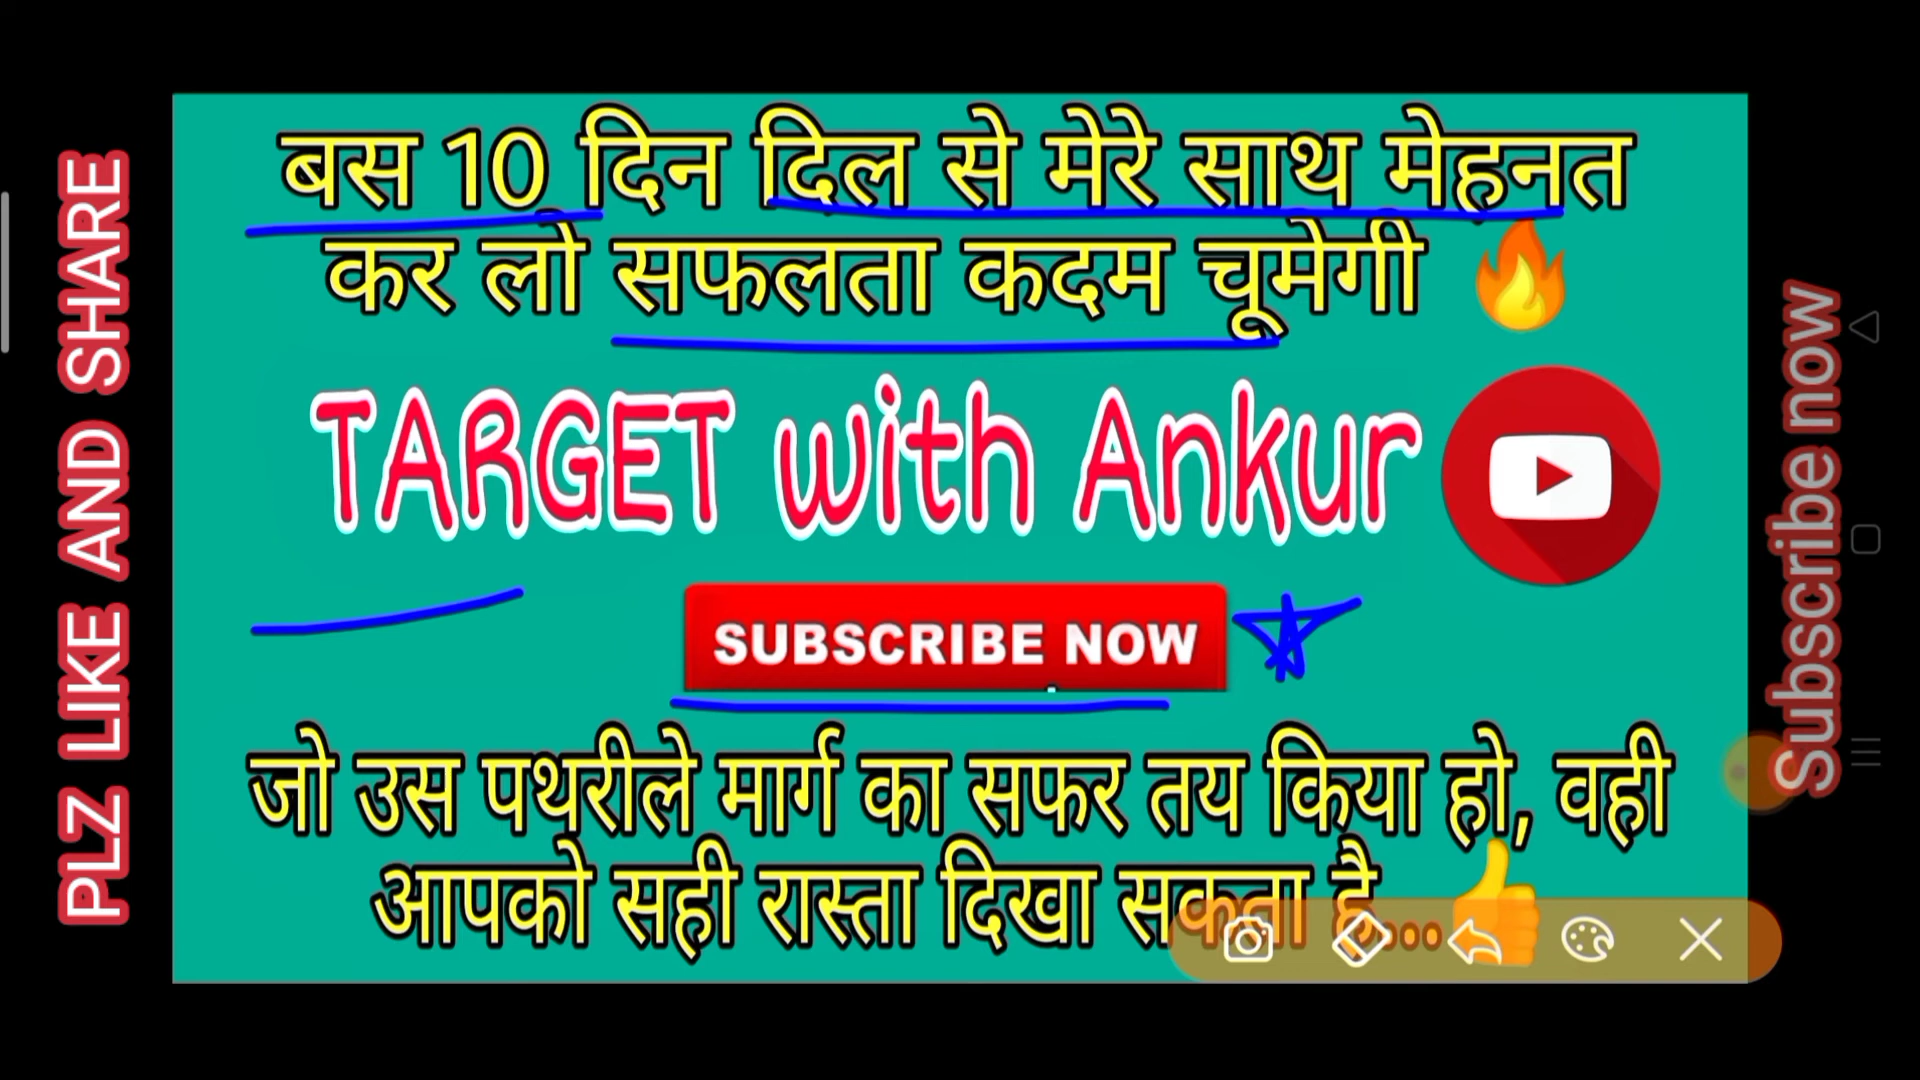 बस 10 दिन दिल से मेरे साथ मेहनत
कर लो सफलता कदम चूमेगी 🔥
TARGET with Ankur
SUBSCRIBE NOW
जो उस पथरीले मार्ग का सफर तय किया हो, वही
आपको सही रास्ता दिखा सकता है....👍
PLZ LIKE AND SHARE
Subscribe now